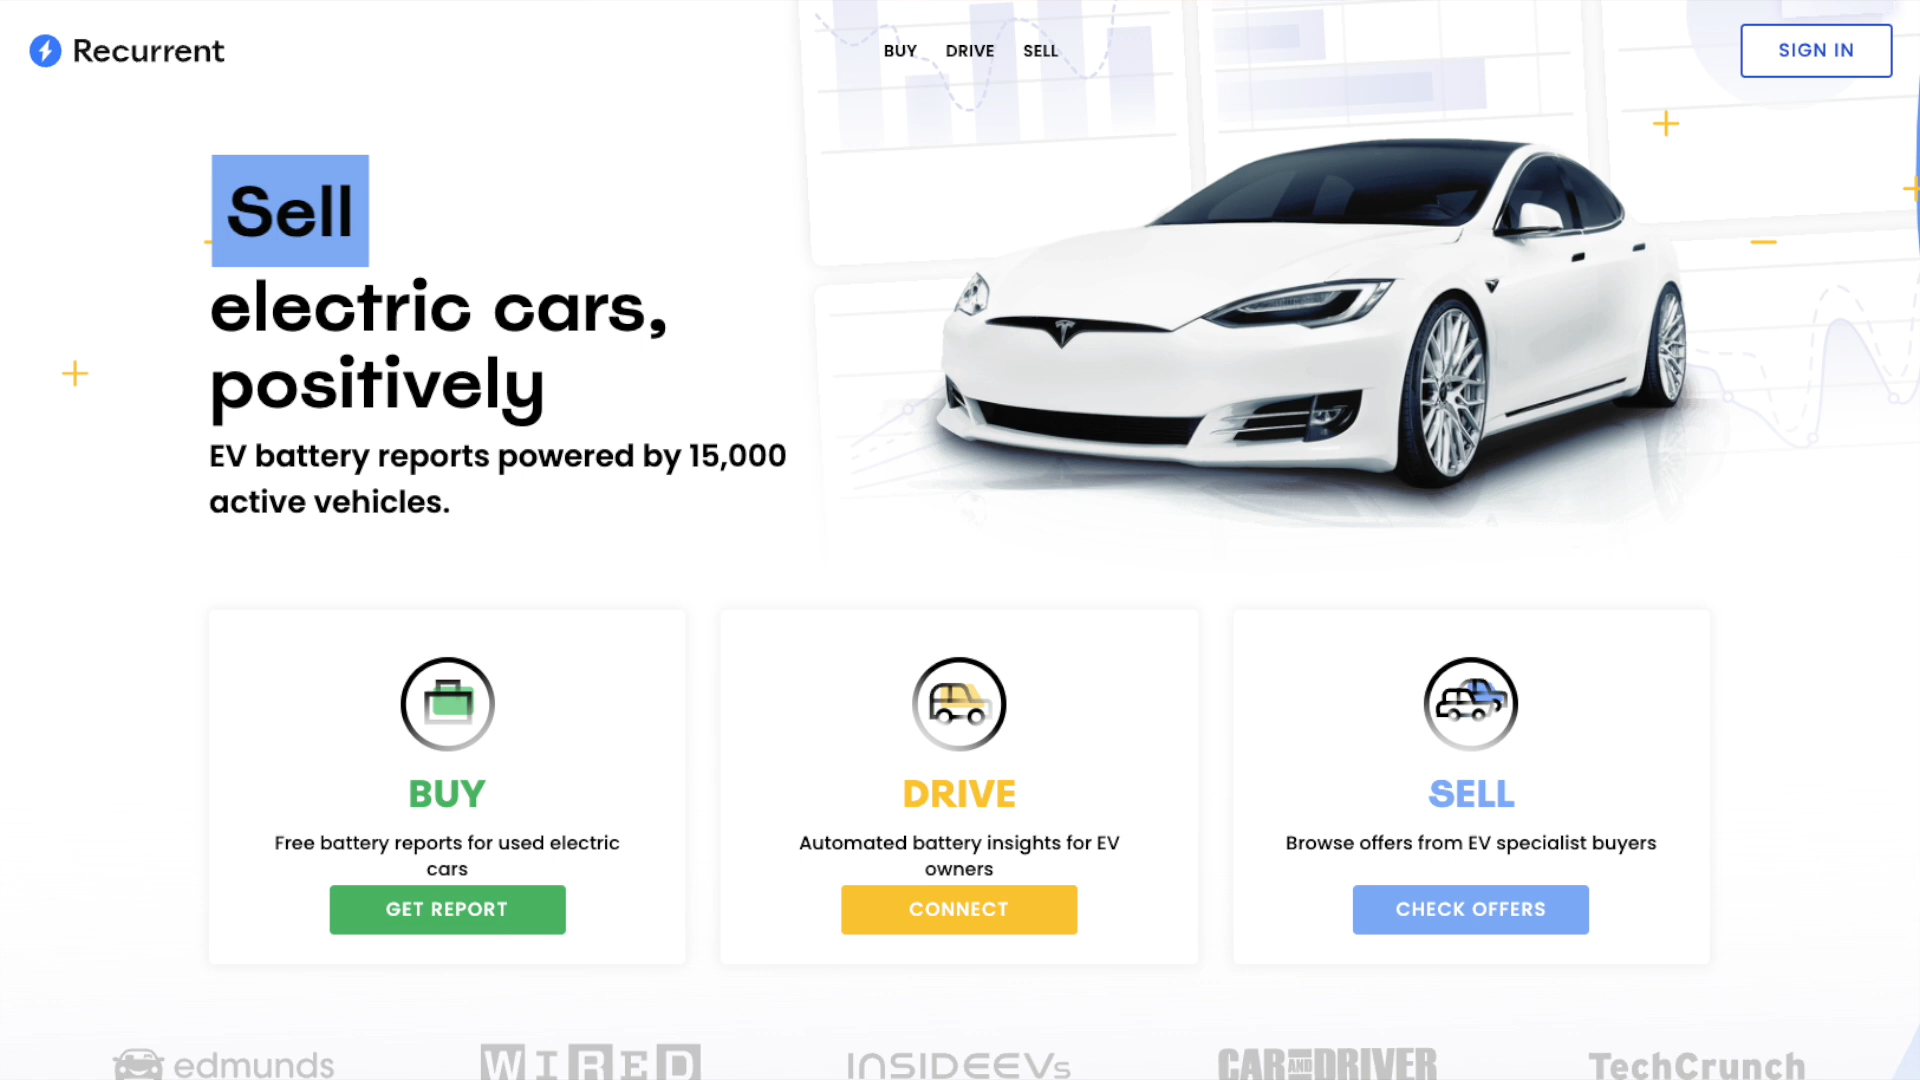 Recurrent
BUY DRIVE SELL
SIGN IN
Sell
electric cars,
positively
EV battery reports powered by 15,000
active vehicles.
BUY
Free battery reports for used electric
cars
GET REPORT
DRIVE
Automated battery insights for EV
owners
CONNECT
SELL
Browse offers from EV specialist buyers
CHECK OFFERS
edmunds
WIRED
INSIDEEVs
CAR AND DRIVER
TechCrunch